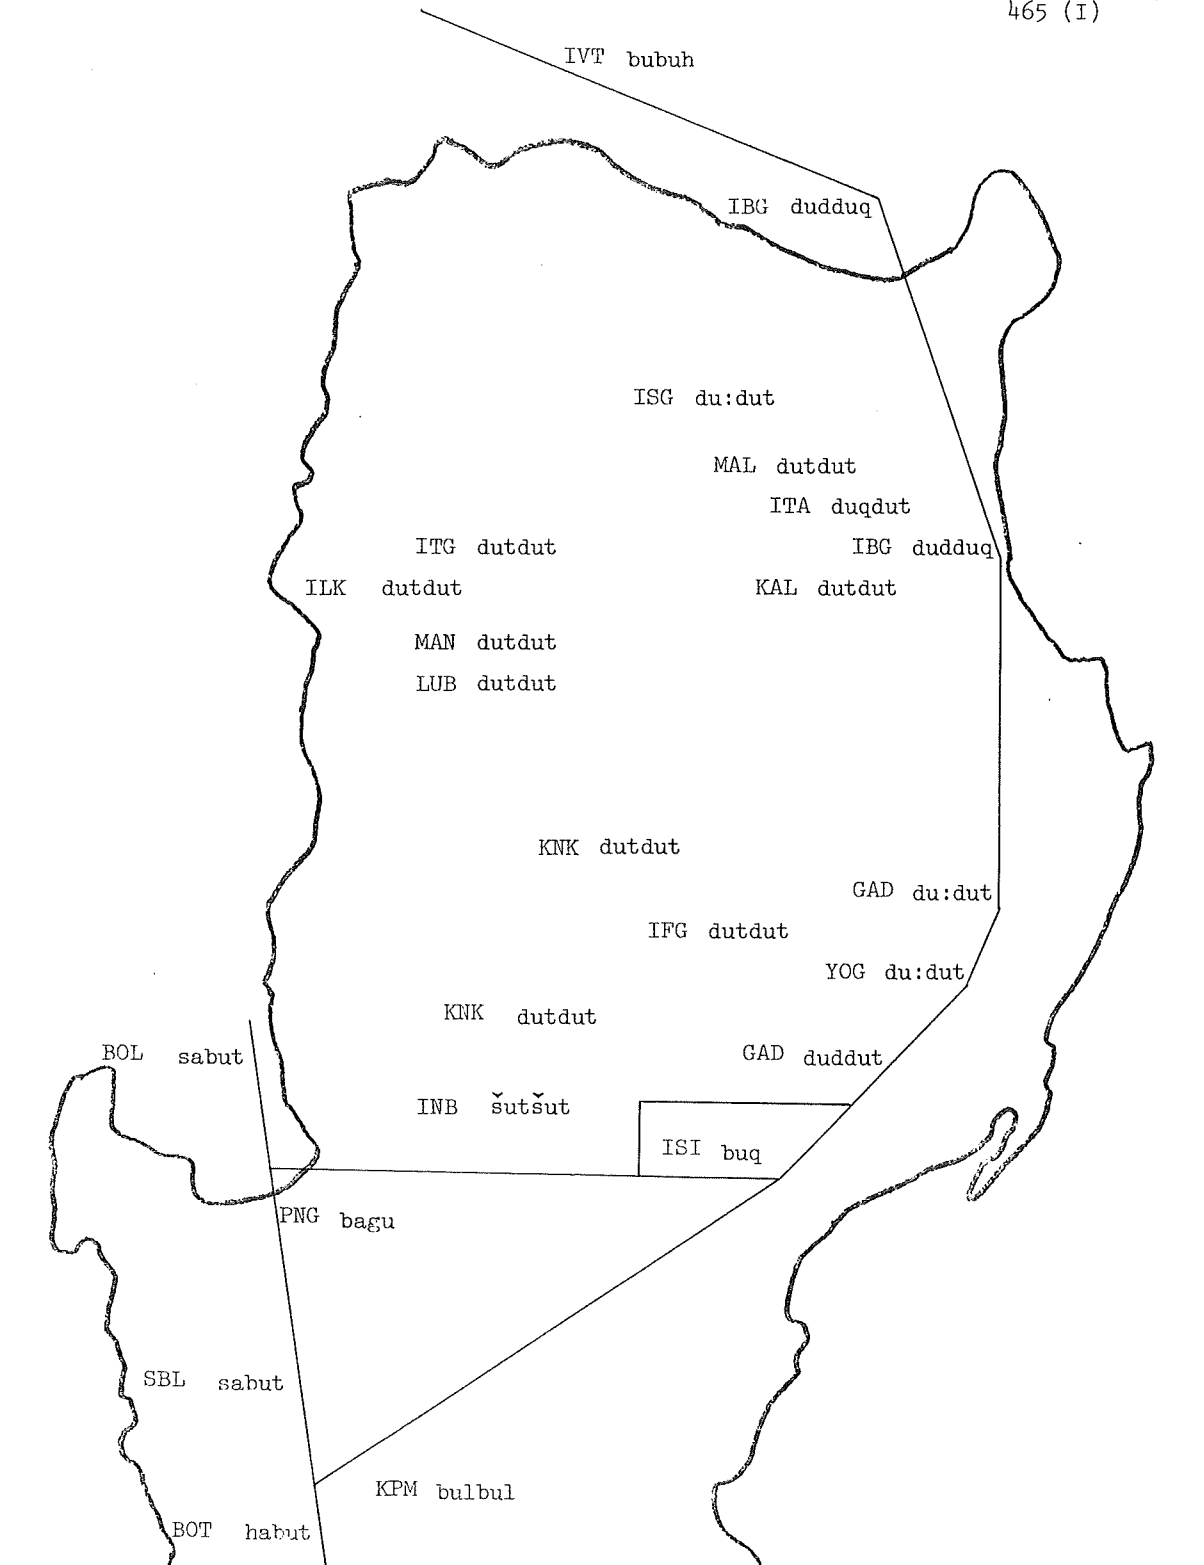 465 (I)
IVT bubuh
IBG dudduq
ISG du:dut
MAL dutdut
ITA duqdut
ITG dutdut
IBG dudduq
ILK dutdut
KAL dutdut
MAN dutdut
LUB dutdut
KNK dutdut
GAD du:dut
IFG dutdut
YOG du:dut
KNK dutdut
BOL sabut
GAD duddut
INB šutšut
ISI buq
PNG bagu
SBL sabut
KPM bulbul
BOT habut